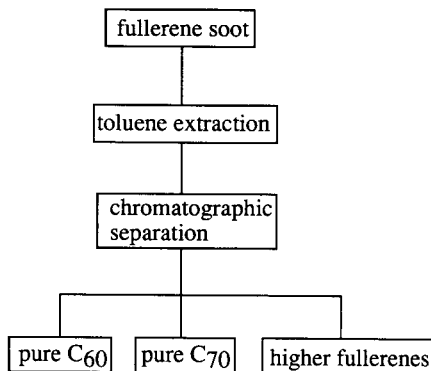 fullerene soot
toluene extraction
chromatographic
separation
pure C60
pure C70
higher fullerenes